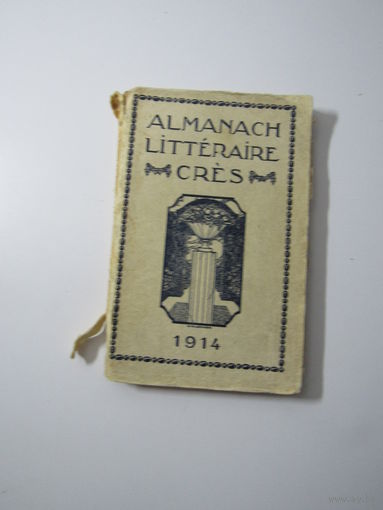 ALMANACH
LITTÉRAIRE
CRÈS
1914